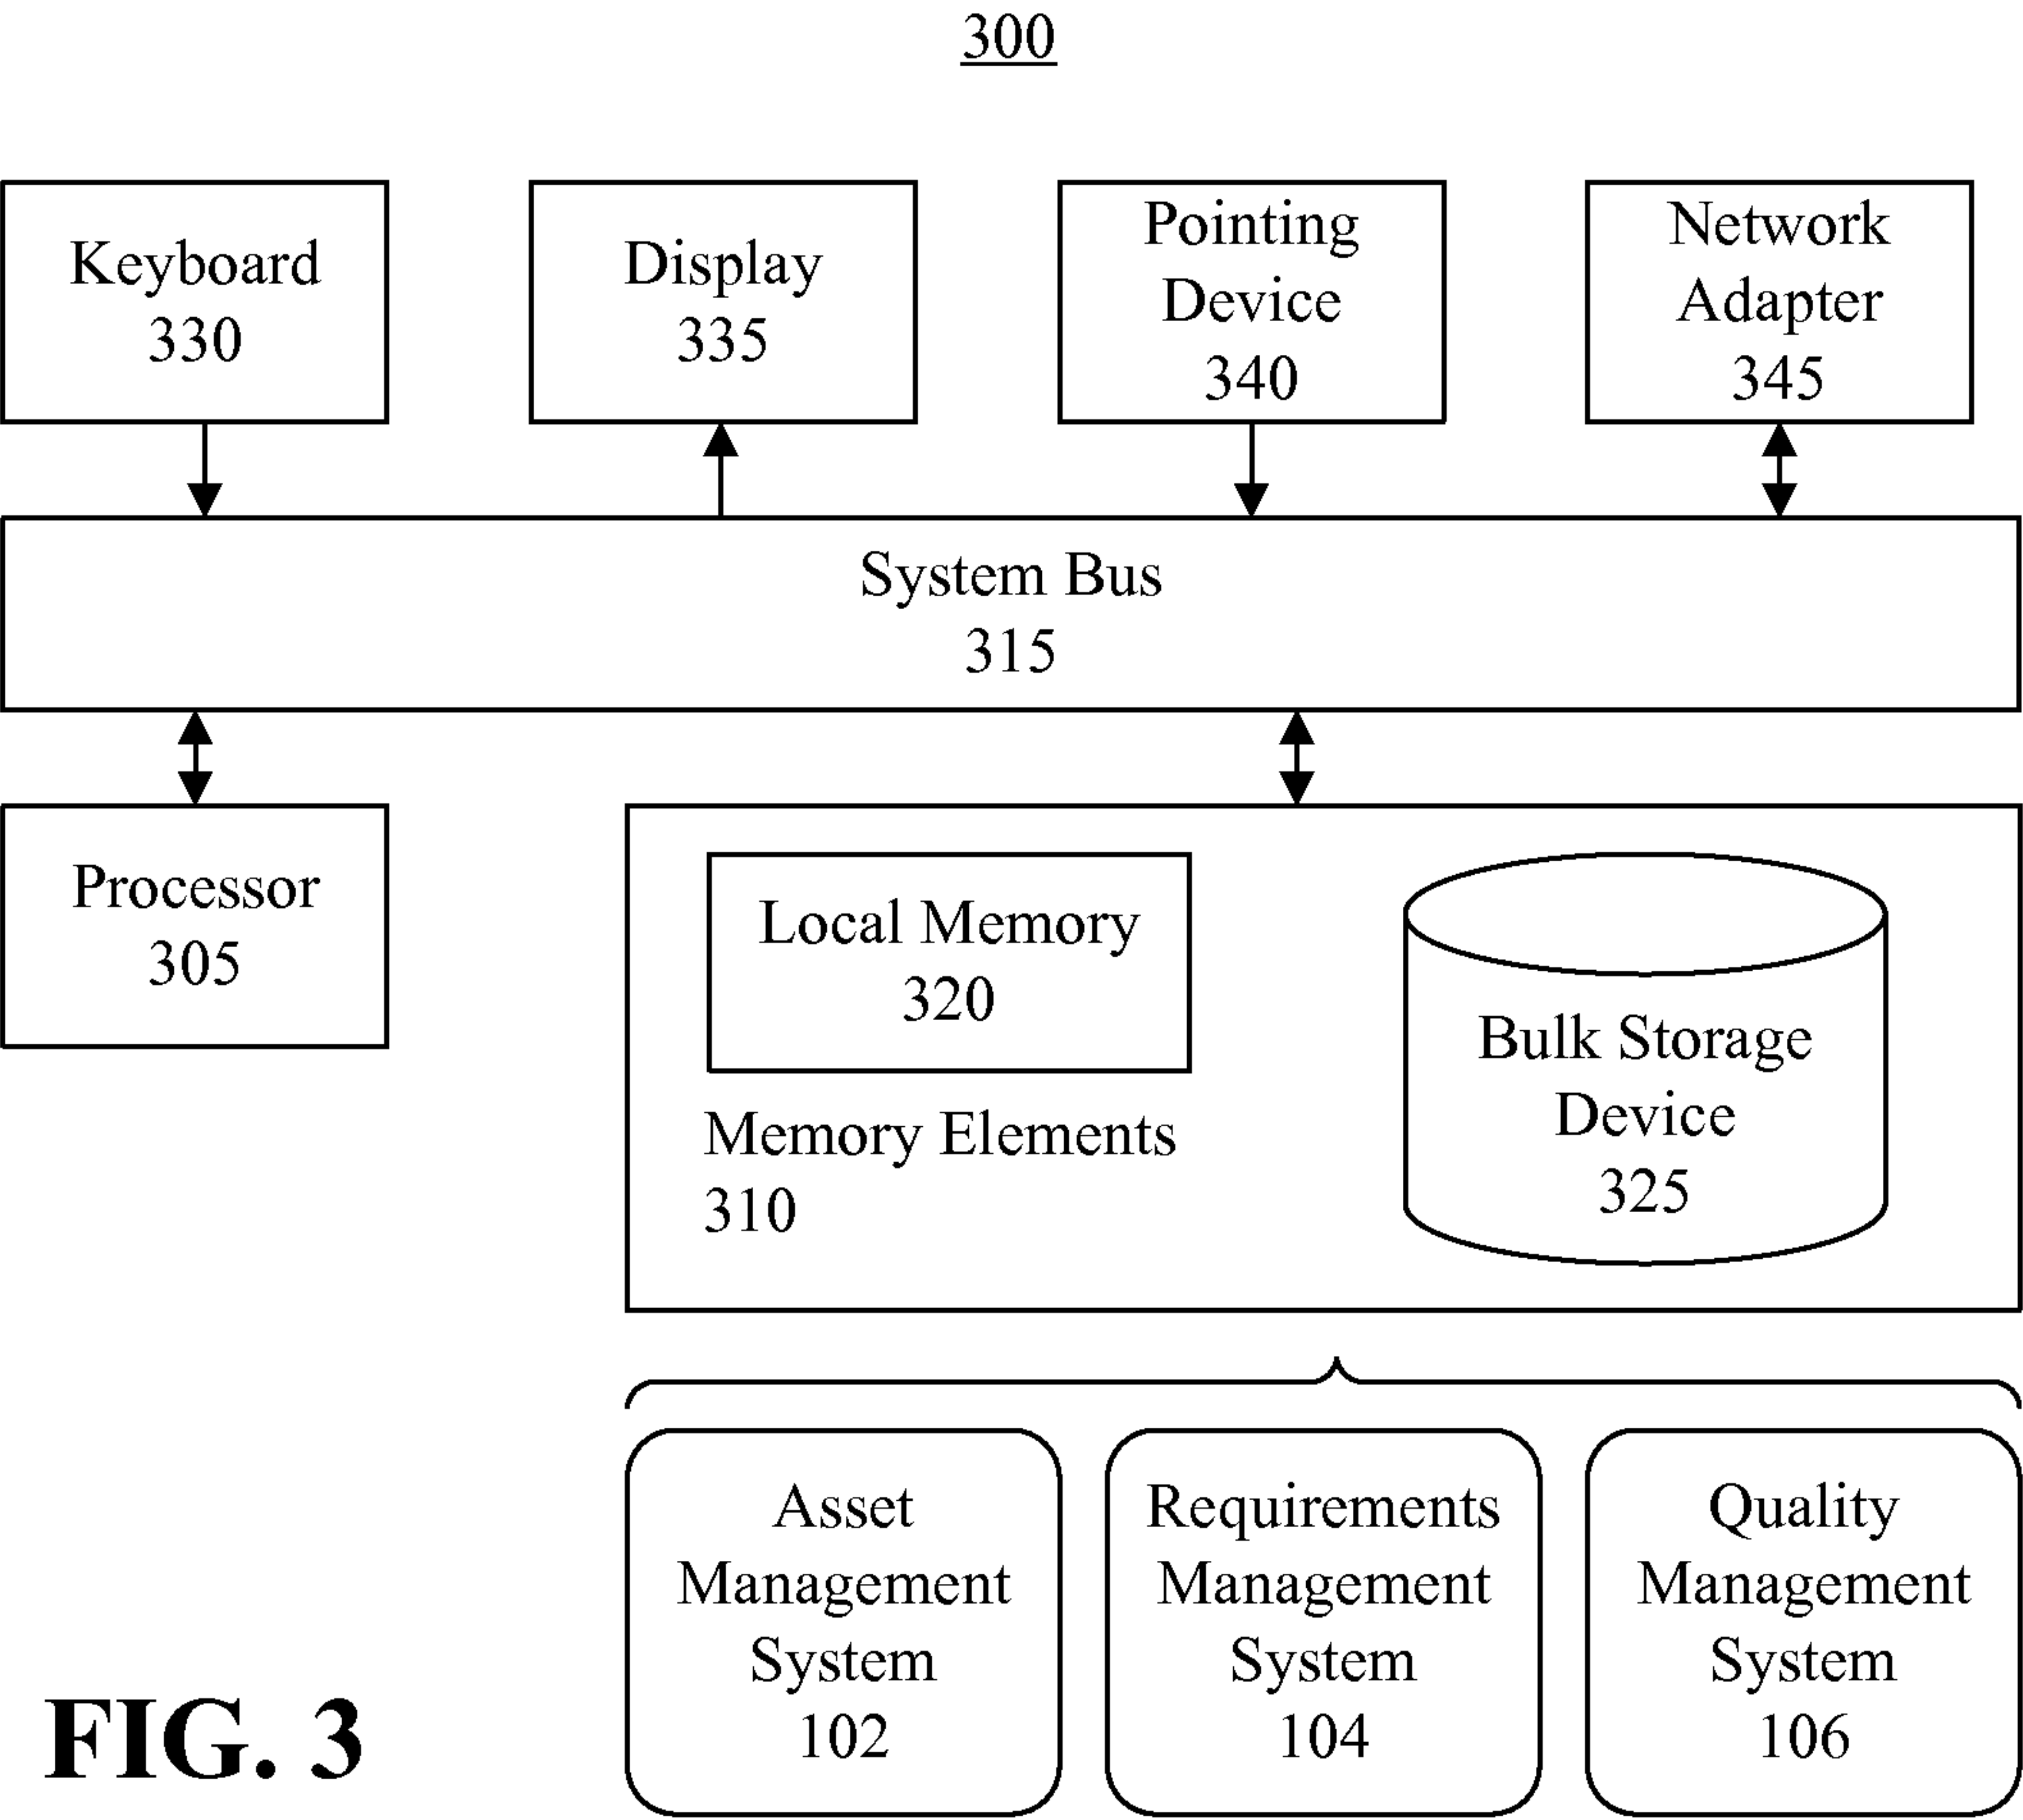 300
Keyboard
330
Display
335
Pointing
Device
340
Network
Adapter
345
System Bus
315
Processor
305
Local Memory
320
Memory Elements
310
Bulk Storage
Device
325
Asset
Management
System
102
Requirements
Management
System
104
Quality
Management
System
106
FIG. 3